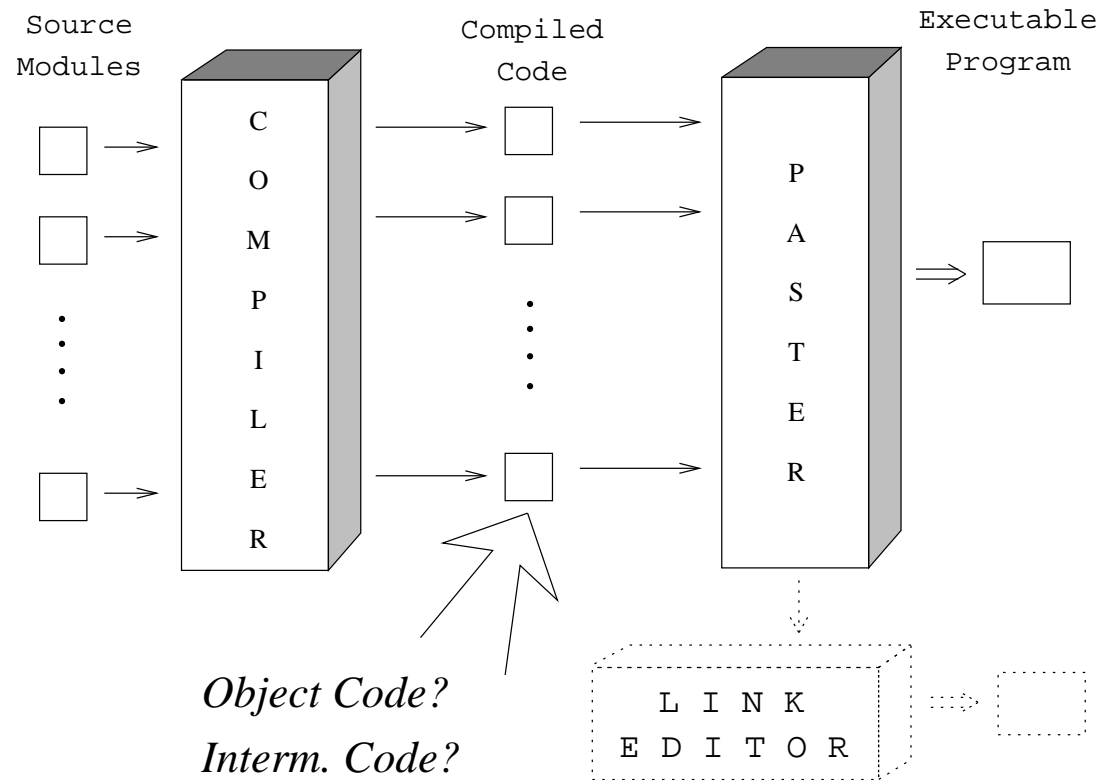 Source
Modules
Compiled
Code
Executable
Program
C
O
M
P
I
L
E
R
P
A
S
T
E
R
Object Code?
Interm. Code?
L I N K
E D I T O R